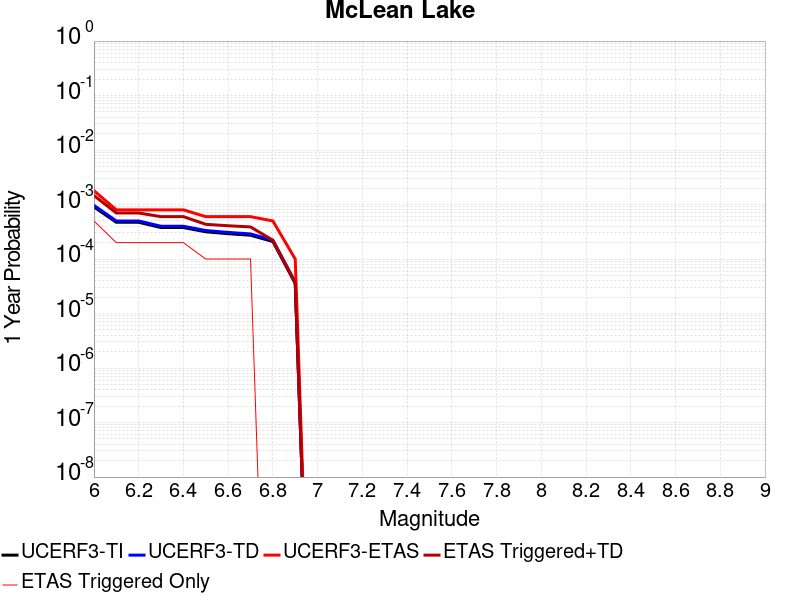 McLean Lake
10^0
10^-1
10^-2
10^-3
10^-4
10^-5
10^-6
10^-7
10^-8
1 Year Probability
6 6.2 6.4 6.6 6.8 7 7.2 7.4 7.6 7.8 8 8.2 8.4 8.6 8.8 9
Magnitude
UCERF3-TI UCERF3-TD UCERF3-ETAS ETAS Triggered+TD
ETAS Triggered Only